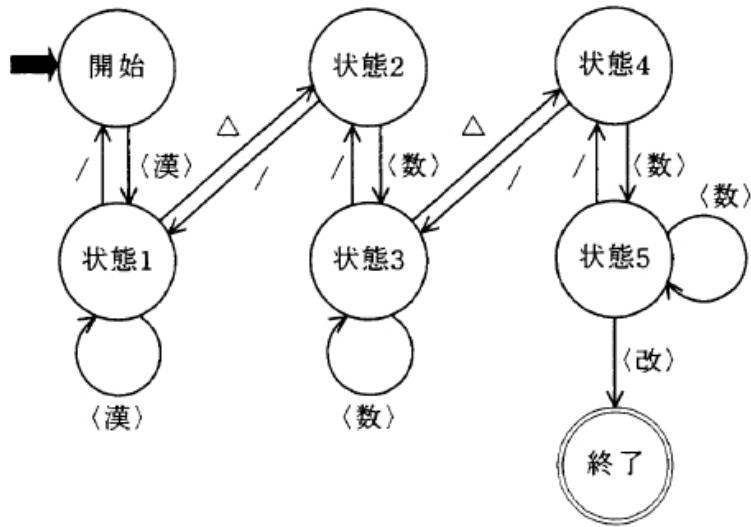 開始
状態2
状態4
/
〈漢〉
△
/
/
〈数〉
△
/
/
〈数〉
〈数〉
状態1
状態3
状態5
〈漢〉
〈数〉
〈改〉
終了